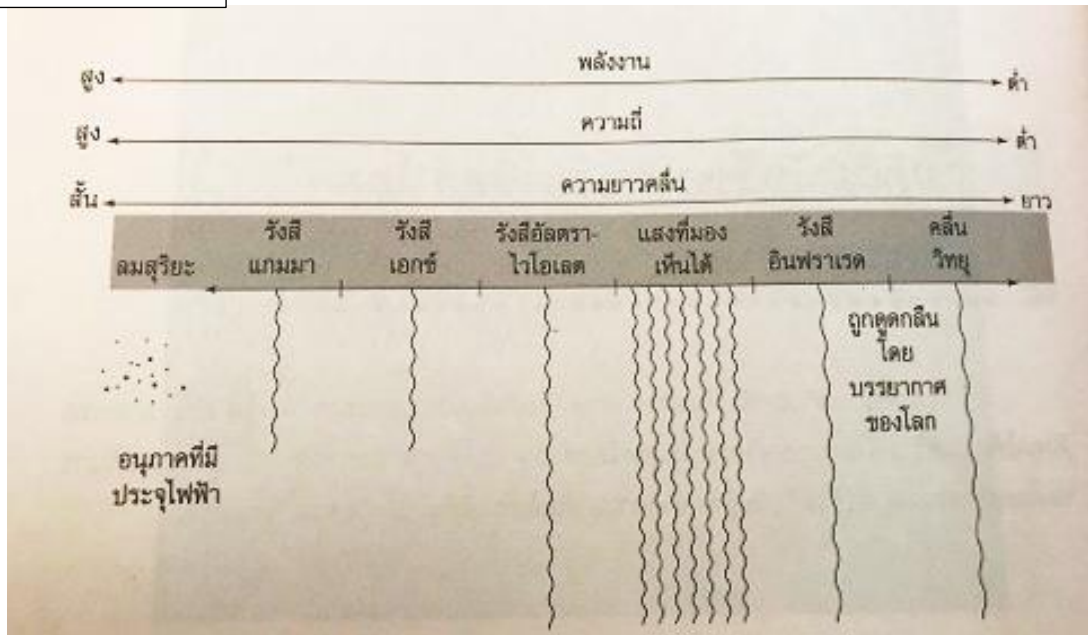 พลังงาน
สูง ต่ำ
ความถี่
สูง ต่ำ
ความยาวคลื่น
สั้น ยาว
ลมสุริยะ รังสีแกมมา รังสีเอกซ์ รังสีอัลตรา-ไวโอเลต แสงที่มองเห็นได้ รังสีอินฟราเรด คลื่นวิทยุ
ถูกดูดกลืน
โดย
บรรยากาศ
ของโลก
อนุภาคที่มี
ประจุไฟฟ้า